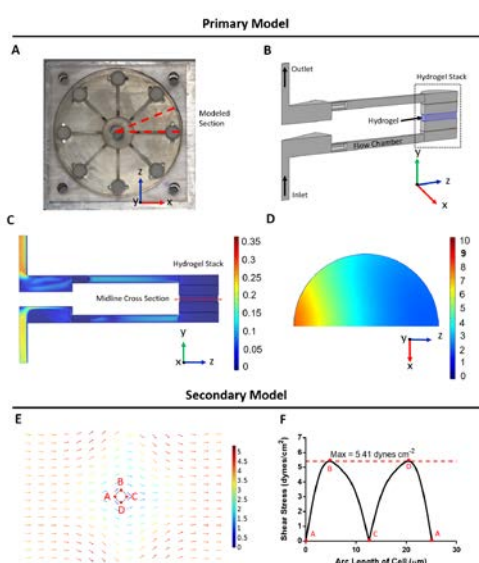 Primary Model
A
B
Modeled
Section
z
y
x
Outlet
Hydrogel Stack
Hydrogel
Flow Chamber
Inlet
y
z
x
C
Hydrogel Stack
Midline Cross Section
0.35
0.3
0.25
0.2
0.15
0.1
0.05
0
y
x
z
D
10
9
8
7
6
5
4
3
2
1
0
y
z
x
Secondary Model
E
B
A
C
D
5
4.5
4
3.5
3
2.5
2
1.5
1
0.5
F
Shear Stress (dynes/cm²)
7
6
5
4
3
2
1
0
Max = 5.41 dynes cm⁻²
B
D
A
C
A
0
10
20
30
Arc Length of Cell (μm)